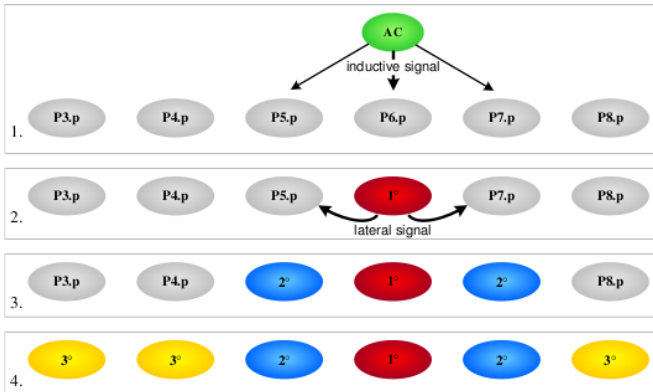 AC
inductive signal
P3.p P4.p P5.p P6.p P7.p P8.p
1.
P3.p P4.p P5.p 1° P7.p P8.p
lateral signal
2.
P3.p P4.p 2° 1° 2° P8.p
3.
3° 3° 2° 1° 2° 3°
4.